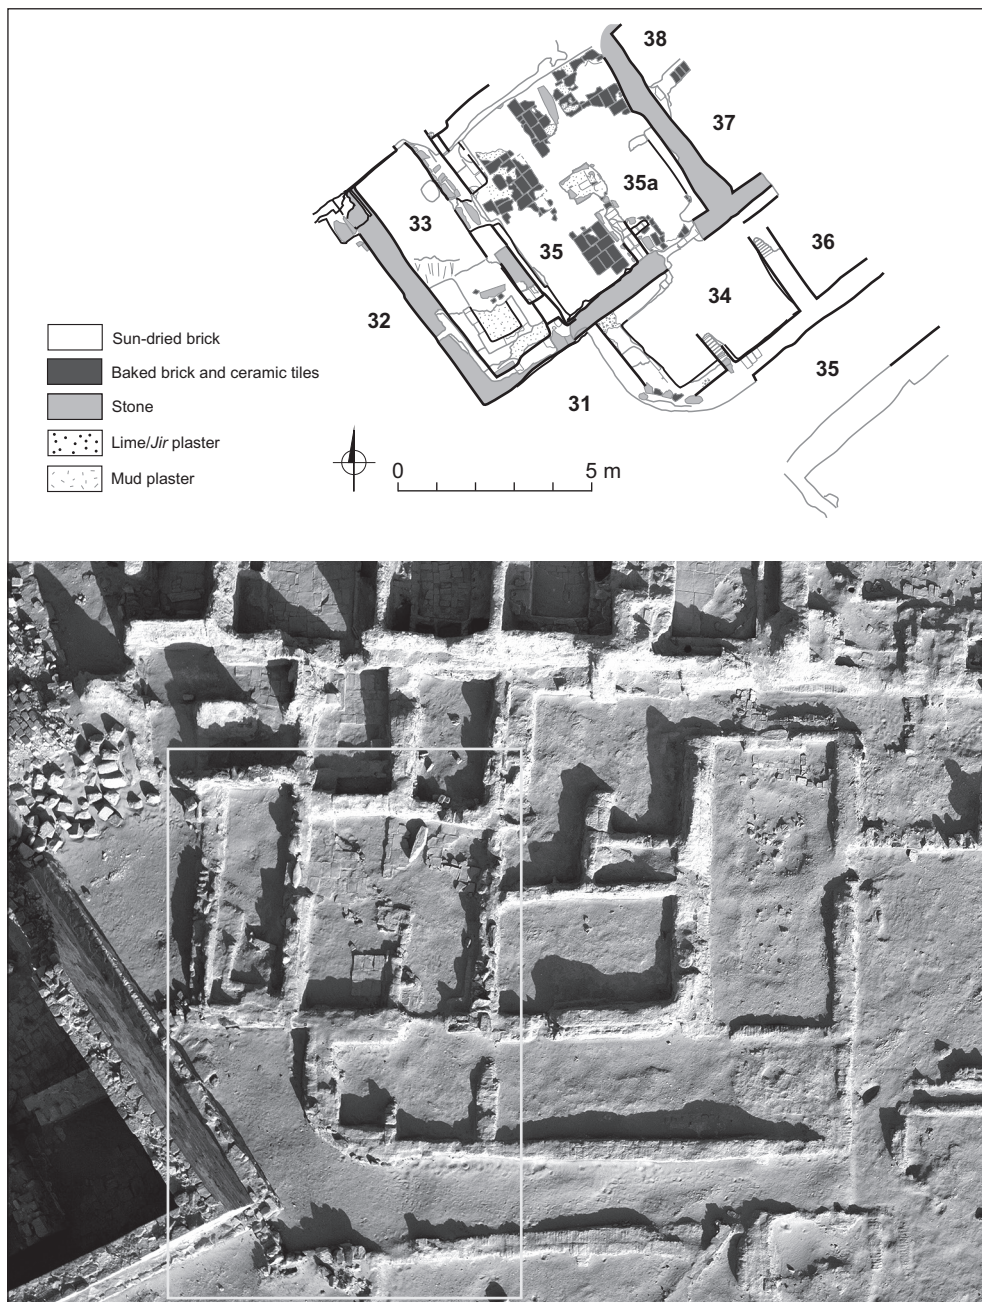 38
37
35a
33
36
35
34
32
35
31
Sun-dried brick
Baked brick and ceramic tiles
Stone
Lime/Jir plaster
Mud plaster
0 5 m